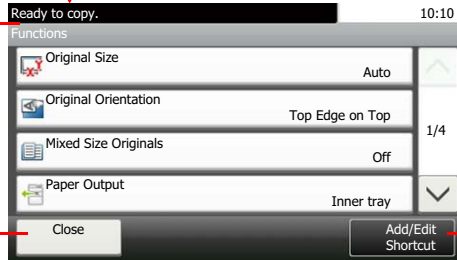 Ready to copy. 10:10
Functions
Original Size
Auto
Original Orientation
Top Edge on Top
1/4
Mixed Size Originals
Off
Paper Output
Inner tray
Close
Add/Edit
Shortcut